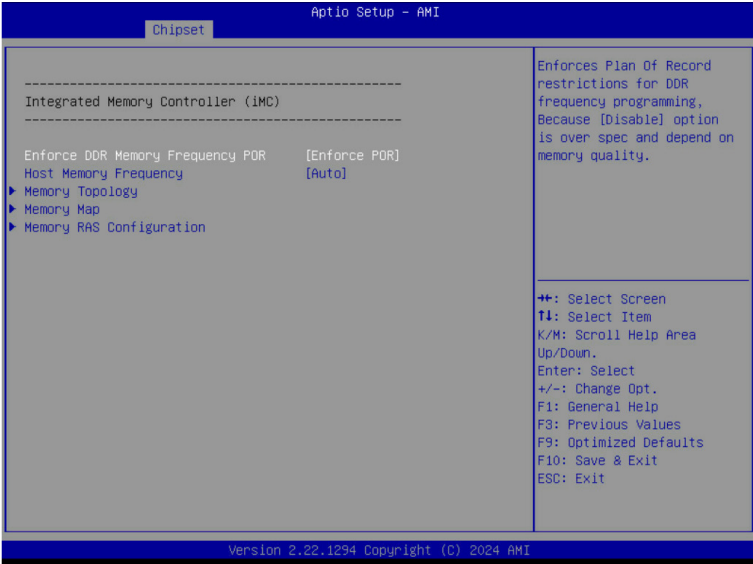 Aptio Setup – AMI
Chipset
------------------------------------------------
Integrated Memory Controller (iMC)
------------------------------------------------
Enforce DDR Memory Frequency POR [Enforce POR]
Host Memory Frequency [Auto]
▶ Memory Topology
▶ Memory Map
▶ Memory RAS Configuration
Enforces Plan Of Record
restrictions for DDR
frequency programming,
Because [Disable] option
is over spec and depend on
memory quality.
→←: Select Screen
↑↓: Select Item
K/M: Scroll Help Area
Up/Down.
Enter: Select
+/-: Change Opt.
F1: General Help
F3: Previous Values
F9: Optimized Defaults
F10: Save & Exit
ESC: Exit
Version 2.22.1294 Copyright (C) 2024 AMI